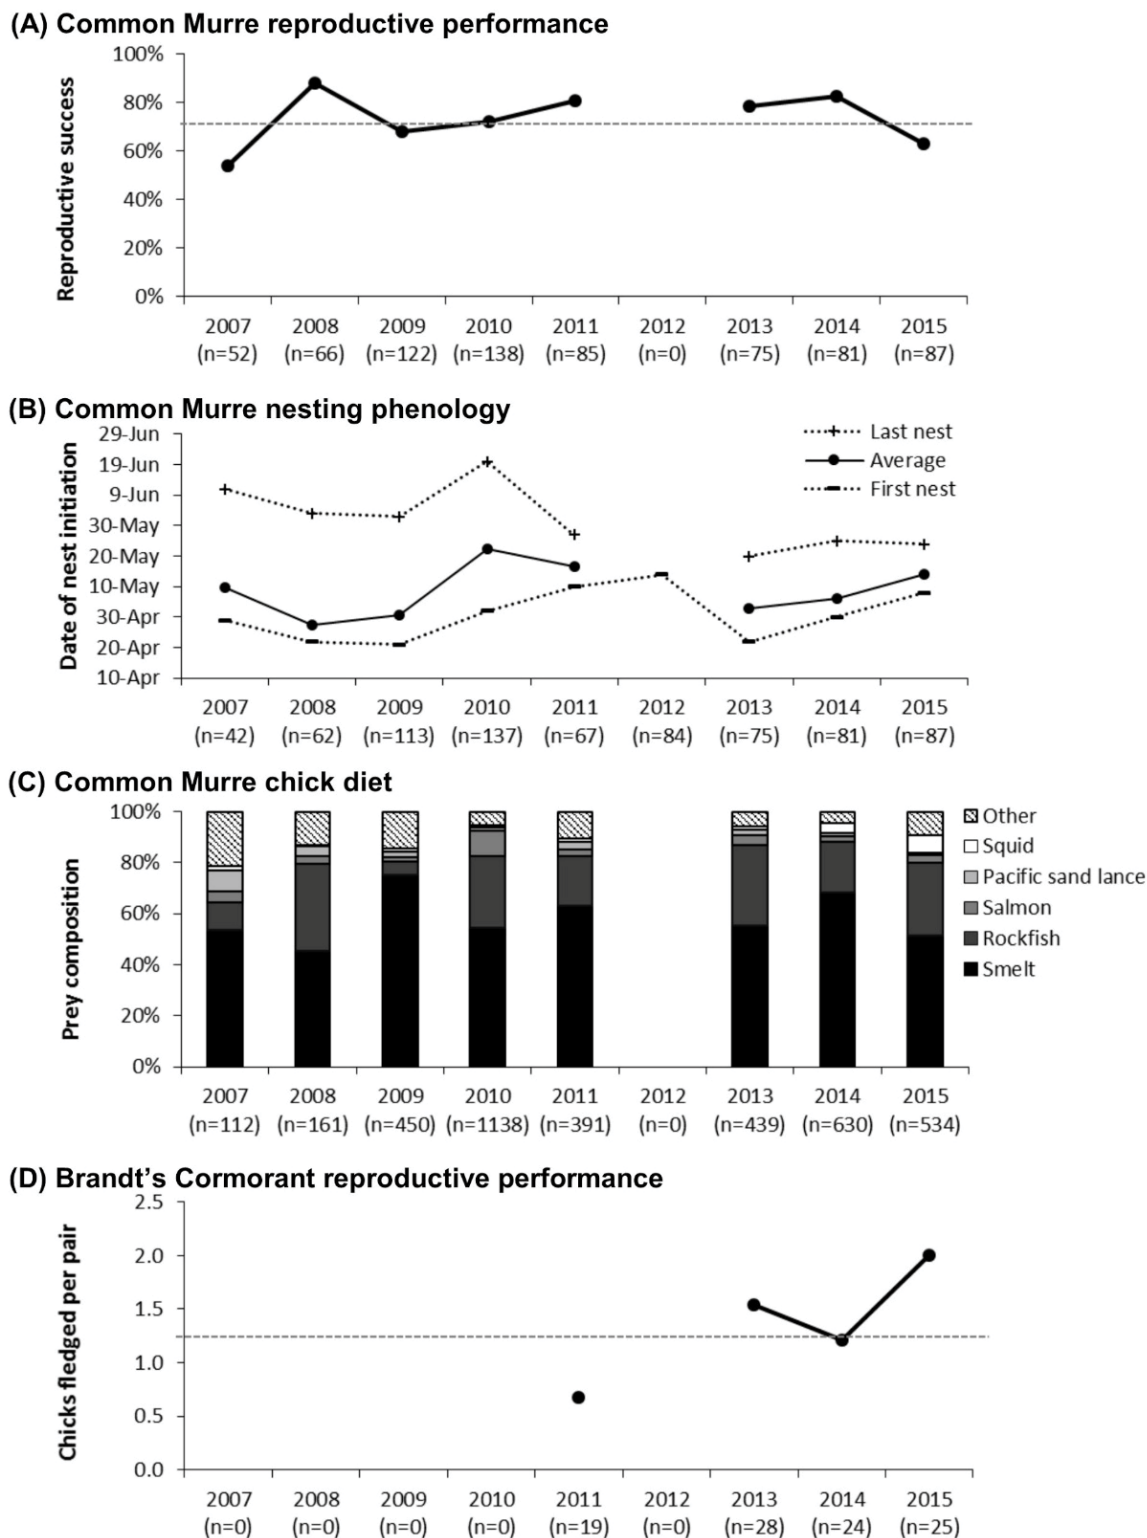 (A) Common Murre reproductive performance
Reproductive success
100%
80%
60%
40%
20%
0%
2007 2008 2009 2010 2011 2012 2013 2014 2015
(n=52) (n=66) (n=122) (n=138) (n=85) (n=0) (n=75) (n=81) (n=87)
(B) Common Murre nesting phenology
Date of nest initiation
29-Jun
19-Jun
9-Jun
30-May
20-May
10-May
30-Apr
20-Apr
10-Apr
Last nest
Average
First nest
2007 2008 2009 2010 2011 2012 2013 2014 2015
(n=42) (n=62) (n=113) (n=137) (n=67) (n=84) (n=75) (n=81) (n=87)
(C) Common Murre chick diet
Prey composition
100%
80%
60%
40%
20%
0%
Other
Squid
Pacific sand lance
Salmon
Rockfish
Smelt
2007 2008 2009 2010 2011 2012 2013 2014 2015
(n=112) (n=161) (n=450) (n=1138) (n=391) (n=0) (n=439) (n=630) (n=534)
(D) Brandt’s Cormorant reproductive performance
Chicks fledged per pair
2.5
2.0
1.5
1.0
0.5
0.0
2007 2008 2009 2010 2011 2012 2013 2014 2015
(n=0) (n=0) (n=0) (n=0) (n=19) (n=0) (n=28) (n=24) (n=25)